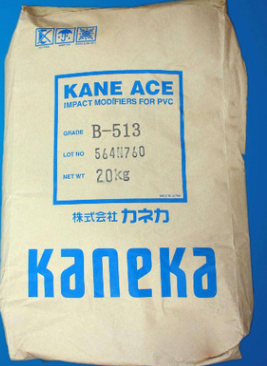 KANE ACE
IMPACT MODIFIERS FOR PVC
GRADE B-513
LOT NO 564N760
NET WT 20kg
株式会社 カネカ
Kaneka